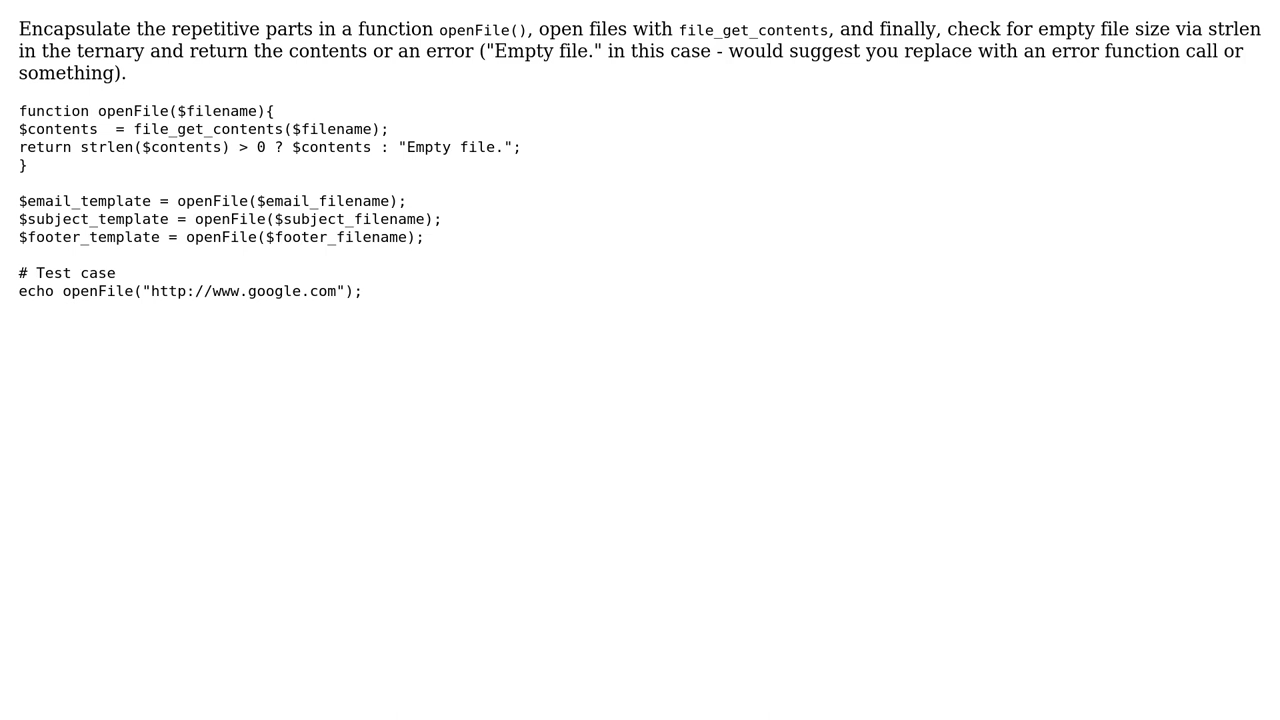 Encapsulate the repetitive parts in a function openFile(), open files with file_get_contents, and finally, check for empty file size via strlen
in the ternary and return the contents or an error ("Empty file." in this case - would suggest you replace with an error function call or
something).
function openFile($filename){
$contents  = file_get_contents($filename);
return strlen($contents) > 0 ? $contents : "Empty file.";
}
$email_template = openFile($email_filename);
$subject_template = openFile($subject_filename);
$footer_template = openFile($footer_filename);
# Test case
echo openFile("http://www.google.com");